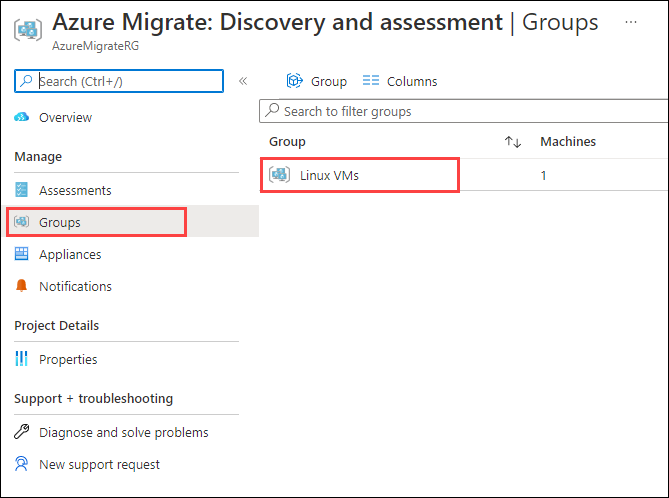 Azure Migrate: Discovery and assessment | Groups ...
AzureMigrateRG
Search (Ctrl+/)
«
Overview
Manage
Assessments
Groups
Appliances
Notifications
Project Details
Properties
Support + troubleshooting
Diagnose and solve problems
New support request
Group Columns
Search to filter groups
Group ↑↓ Machines
Linux VMs 1